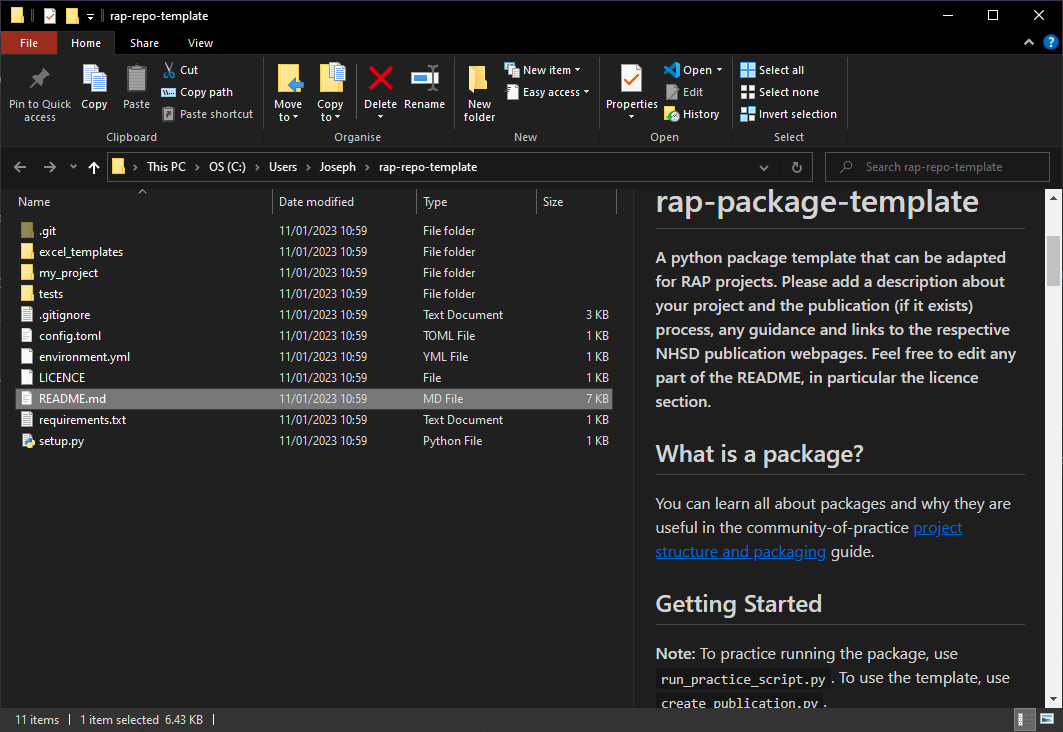 rap-repo-template
File Home Share View
Pin to Quick access
Copy
Paste
Cut
Copy path
Paste shortcut
Clipboard
Move to
Copy to
Delete
Rename
Organise
New folder
New item
Easy access
New
Properties
Open
Edit
History
Open
Select all
Select none
Invert selection
Select
This PC > OS (C:) > Users > Joseph > rap-repo-template
Search rap-repo-template
Name Date modified Type Size
.git 11/01/2023 10:59 File folder
excel_templates 11/01/2023 10:59 File folder
my_project 11/01/2023 10:59 File folder
tests 11/01/2023 10:59 File folder
.gitignore 11/01/2023 10:59 Text Document 3 KB
config.toml 11/01/2023 10:59 TOML File 1 KB
environment.yml 11/01/2023 10:59 YML File 1 KB
LICENCE 11/01/2023 10:59 File 1 KB
README.md 11/01/2023 10:59 MD File 7 KB
requirements.txt 11/01/2023 10:59 Text Document 1 KB
setup.py 11/01/2023 10:59 Python File 1 KB
rap-package-template
A python package template that can be adapted
for RAP projects. Please add a description about
your project and the publication (if it exists)
process, any guidance and links to the respective
NHSD publication webpages. Feel free to edit any
part of the README, in particular the licence
section.
What is a package?
You can learn all about packages and why they are
useful in the community-of-practice project
structure and packaging guide.
Getting Started
Note: To practice running the package, use
run_practice_script.py . To use the template, use
create_publication.py .
11 items 1 item selected 6.43 KB